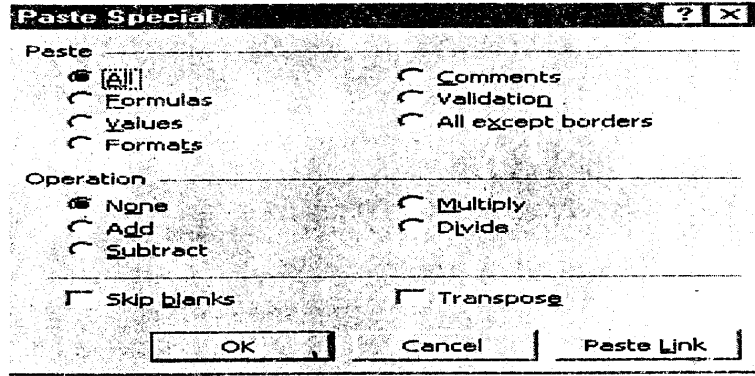 Paste Special
Paste
All
Comments
Formulas
Validation
Values
All except borders
Formats
Operation
None
Multiply
Add
Divide
Subtract
Skip blanks
Transpose
OK
Cancel
Paste Link